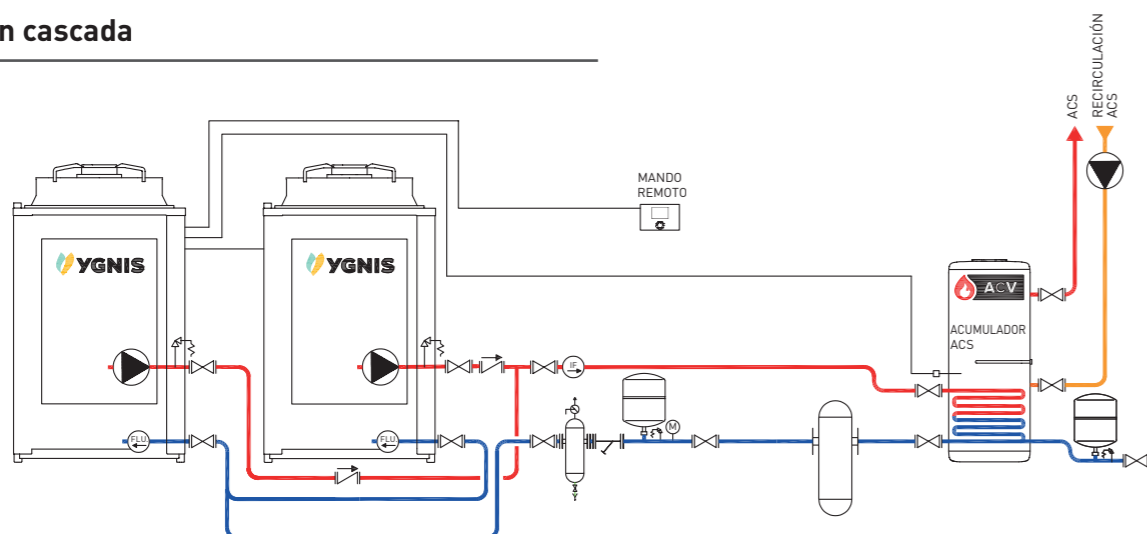 n cascada
ACS
RECIRCULACIÓN
ACS
MANDO
REMOTO
YGNIS
YGNIS
ACV
ACUMULADOR
ACS
IF
FLU.
FLU.
M